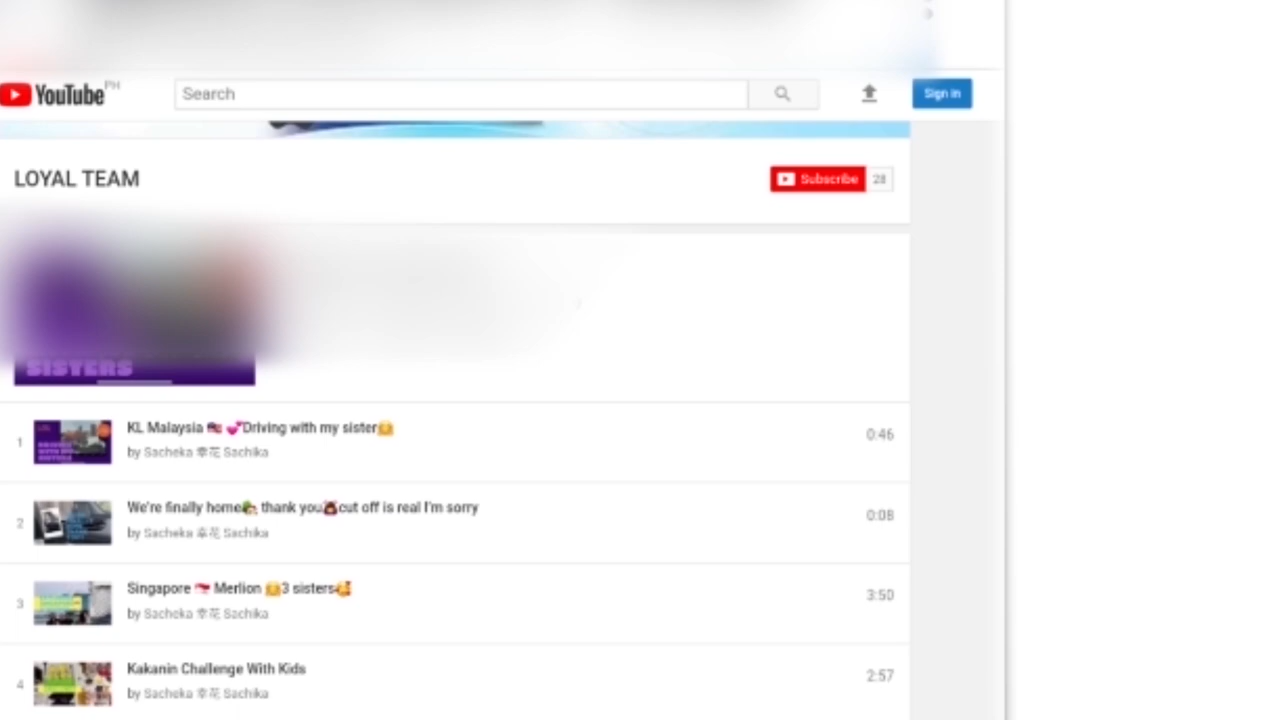 YouTube PH
Search
Sign in
LOYAL TEAM
Subscribe 28
SISTERS
1 KL Malaysia 🇲🇾 💕Driving with my sister😊 0:46
by Sacheka 幸花 Sachika
2 We're finally home🏡 thank you🙇cut off is real I'm sorry 0:08
by Sacheka 幸花 Sachika
3 Singapore 🇸🇬 Merlion 😊3 sisters🥰 3:50
by Sacheka 幸花 Sachika
4 Kakanin Challenge With Kids 2:57
by Sacheka 幸花 Sachika